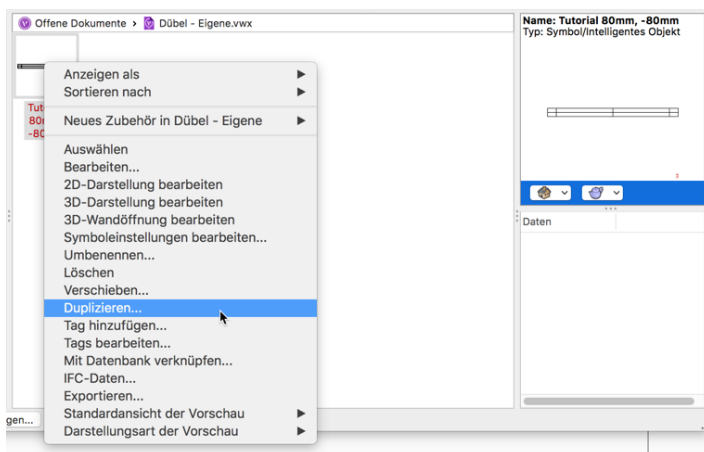 Offene Dokumente › Dübel - Eigene.vwx
Tut
80
-80
Anzeigen als
Sortieren nach
Neues Zubehör in Dübel - Eigene
Auswählen
Bearbeiten...
2D-Darstellung bearbeiten
3D-Darstellung bearbeiten
3D-Wandöffnung bearbeiten
Symboleinstellungen bearbeiten...
Umbenennen...
Löschen
Verschieben...
Duplizieren...
Tag hinzufügen...
Tags bearbeiten...
Mit Datenbank verknüpfen...
IFC-Daten...
Exportieren...
Standardansicht der Vorschau
Darstellungsart der Vorschau
gen...
Name: Tutorial 80mm, -80mm
Typ: Symbol/Intelligentes Objekt
Daten